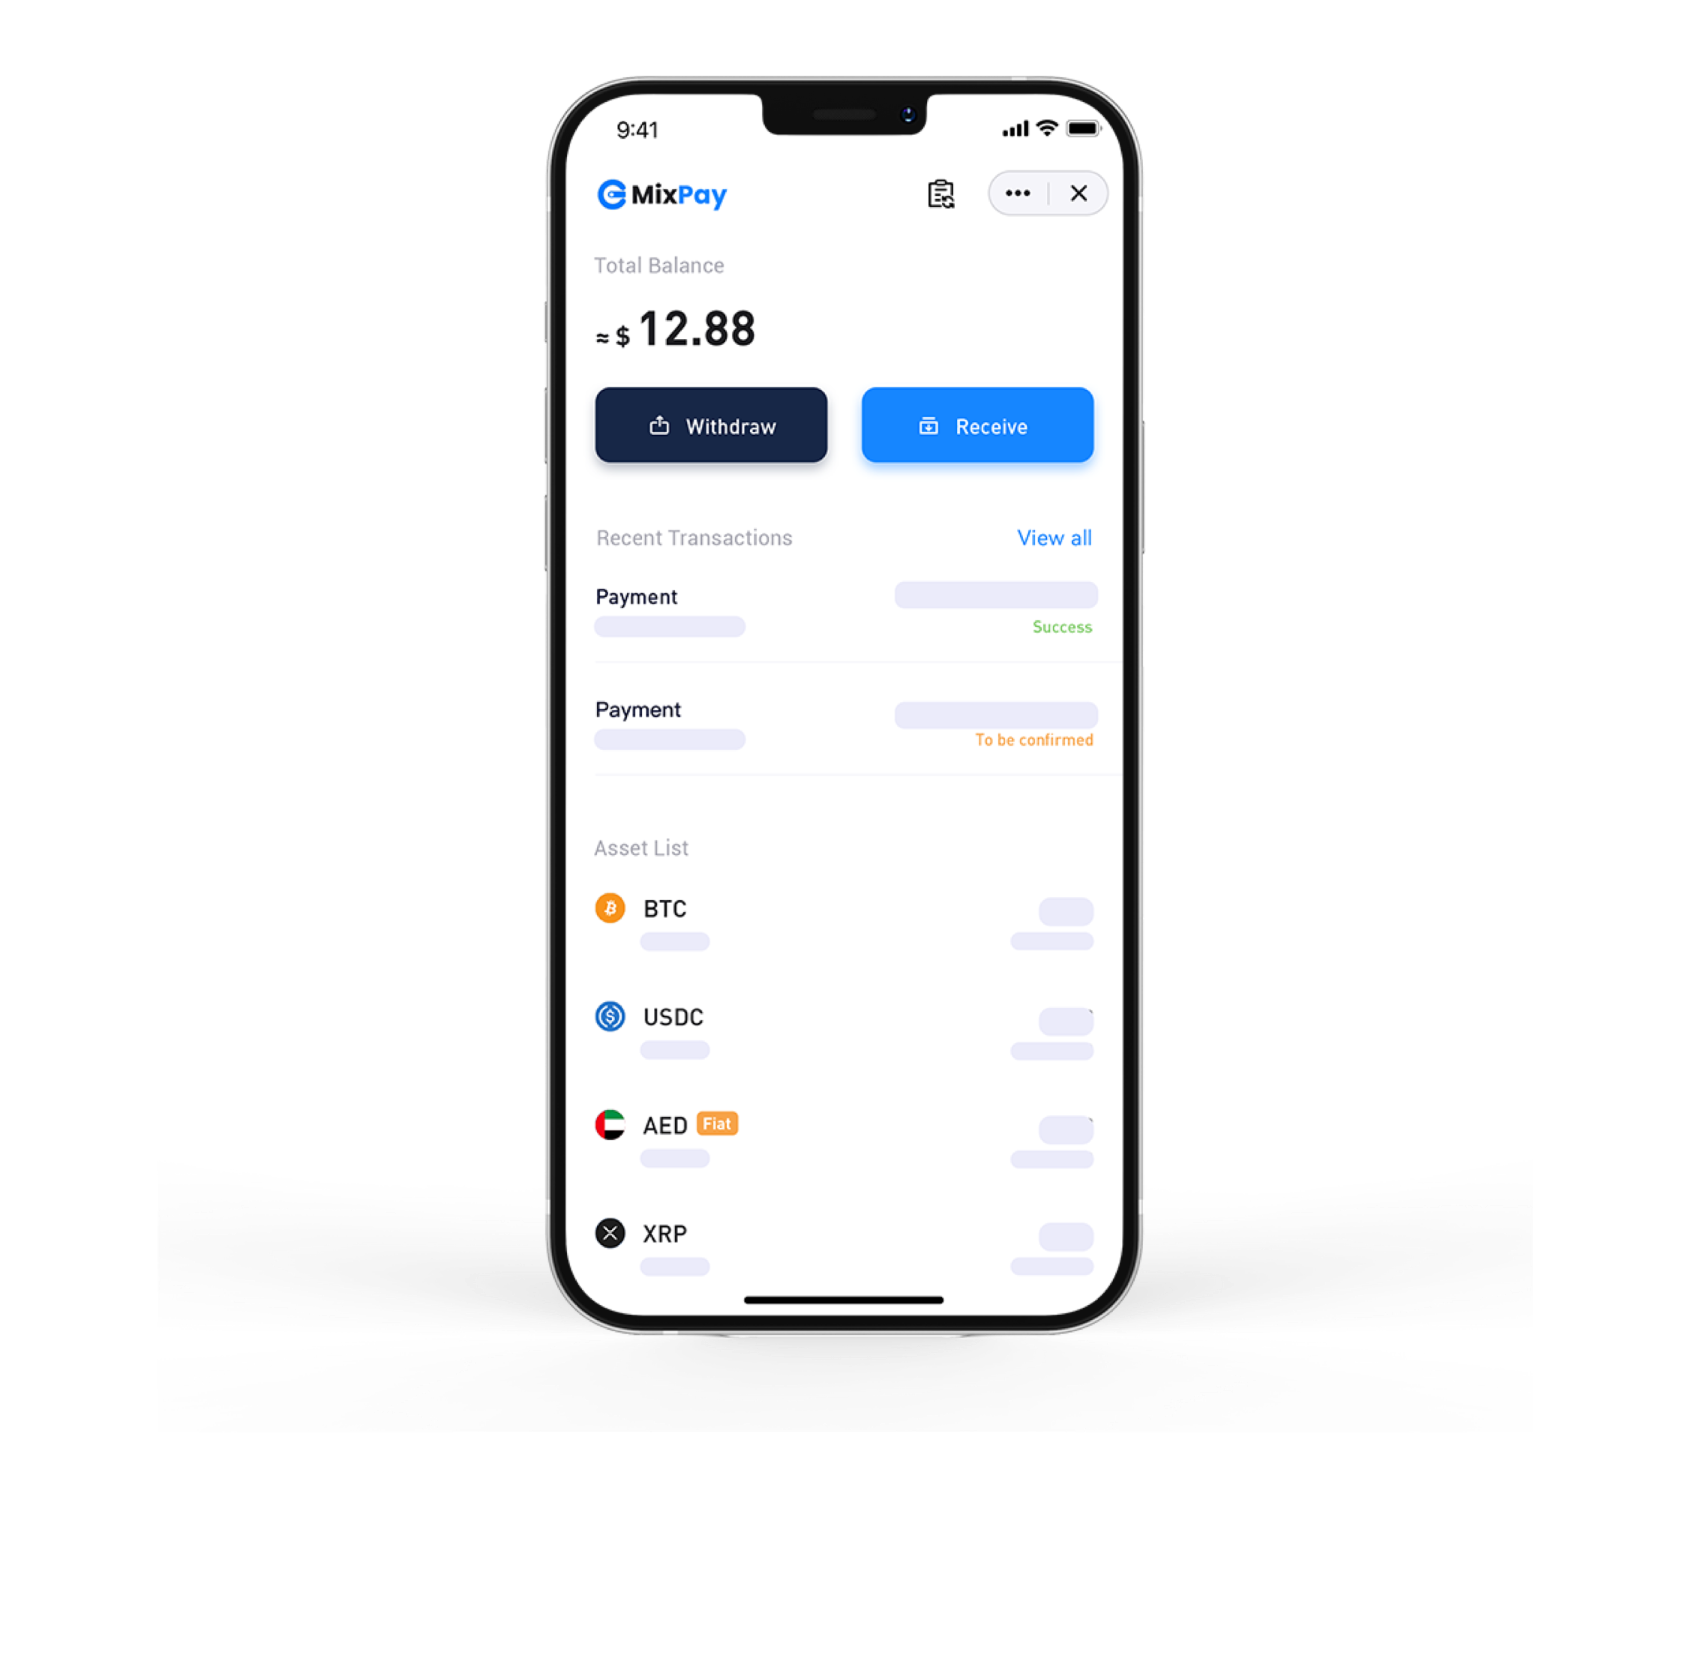 9:41
MixPay
Total Balance
≈ $ 12.88
Withdraw Receive
Recent Transactions View all
Payment
Success
Payment
To be confirmed
Asset List
BTC
USDC
AED Fiat
XRP